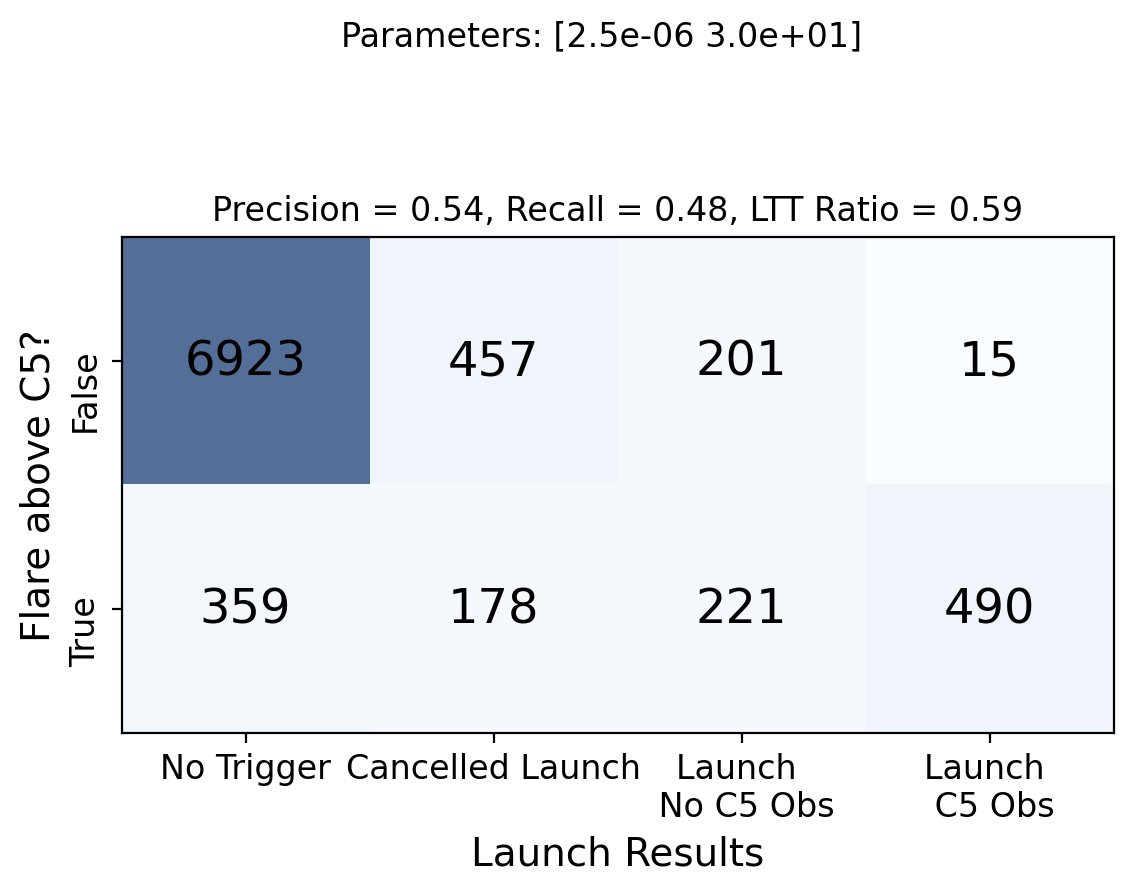 Parameters: [2.5e-06 3.0e+01]
Precision = 0.54, Recall = 0.48, LTT Ratio = 0.59
Flare above C5?
False
6923 457 201 15
True
359 178 221 490
No Trigger Cancelled Launch Launch Launch
No C5 Obs C5 Obs
Launch Results